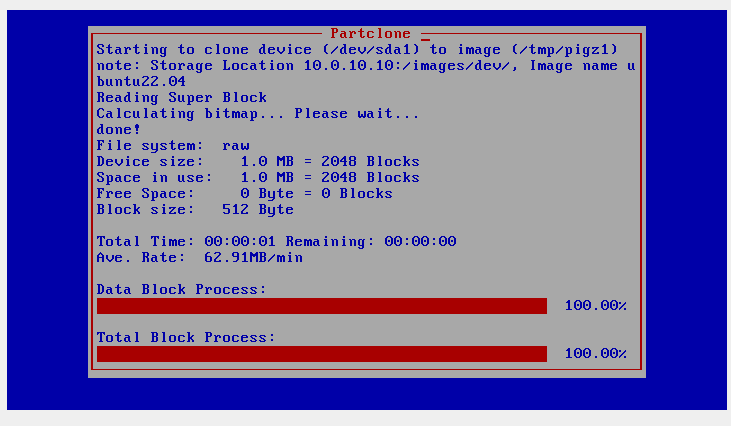 Partclone
Starting to clone device (/dev/sda1) to image (/tmp/pigz1)
note: Storage Location 10.0.10.10:/images/dev/, Image name u
buntu22.04
Reading Super Block
Calculating bitmap... Please wait...
done!
File system:  raw
Device size:    1.0 MB = 2048 Blocks
Space in use:   1.0 MB = 2048 Blocks
Free Space:     0 Byte = 0 Blocks
Block size:   512 Byte
Total Time: 00:00:01 Remaining: 00:00:00
Ave. Rate:  62.91MB/min
Data Block Process:
100.00%
Total Block Process:
100.00%